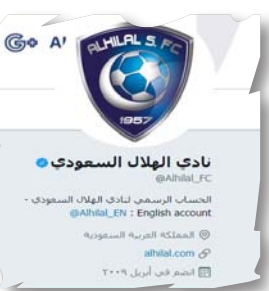 Go A
ALHILAL S. FC
1957
نادي الهلال السعودي
@Alhilal_FC
الحساب الرسمي لنادي الهلال السعودي -
@Alhilal_EN : English account
المملكة العربية السعودية
alhilal.com
انضم في أبريل ٢٠٠٩